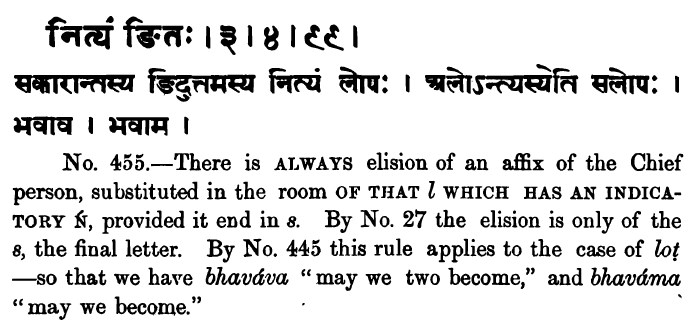 नित्यं ङितः । ३ । ४ । ९९ ।
सकारान्तस्य ङिदुत्तमस्य नित्यं लोपः । अलोऽन्त्यस्येति सलोपः ।
भवाव । भवाम ।
No. 455.—There is ALWAYS elision of an affix of the Chief
person, substituted in the room OF THAT l WHICH HAS AN INDICA-
TORY Ṅ, provided it end in s. By No. 27 the elision is only of the
s, the final letter. By No. 445 this rule applies to the case of loṭ
—so that we have bhaváva “may we two become,” and bhaváma
“may we become.”